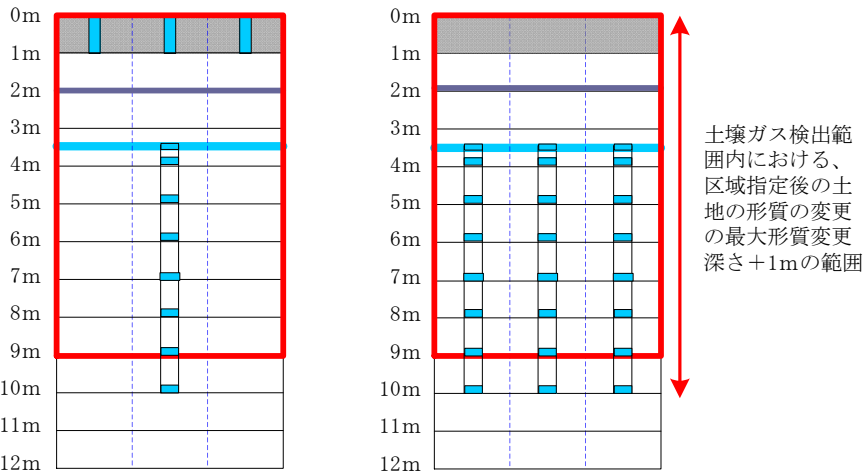 0m
1m
2m
3m
4m
5m
6m
7m
8m
9m
10m
11m
12m
0m
1m
2m
3m
4m
5m
6m
7m
8m
9m
10m
11m
12m
土壌ガス検出範
囲内における、
区域指定後の土
地の形質の変更
の最大形質変更
深さ+1mの範囲